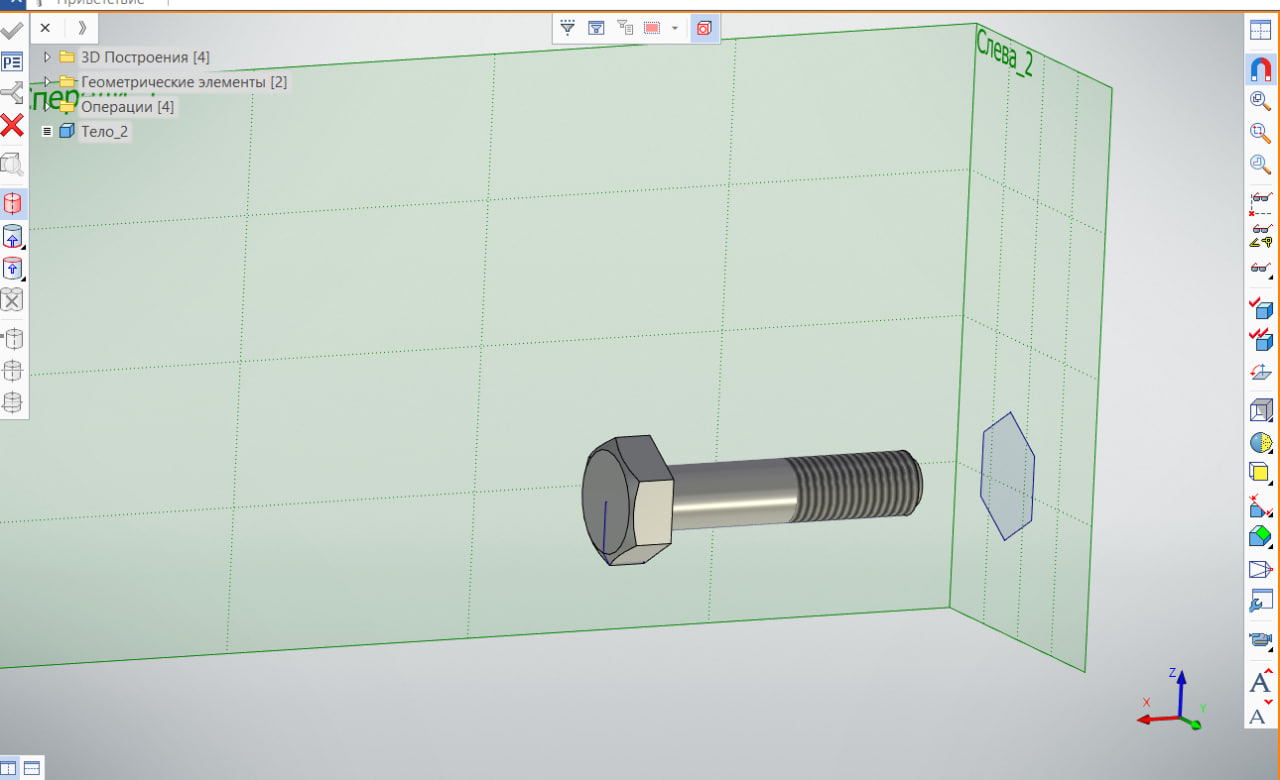 Приветствие
3D Построения [4]
Геометрические элементы [2]
Операции [4]
Тело_2
Слева_2
Z
X
Y
A
A